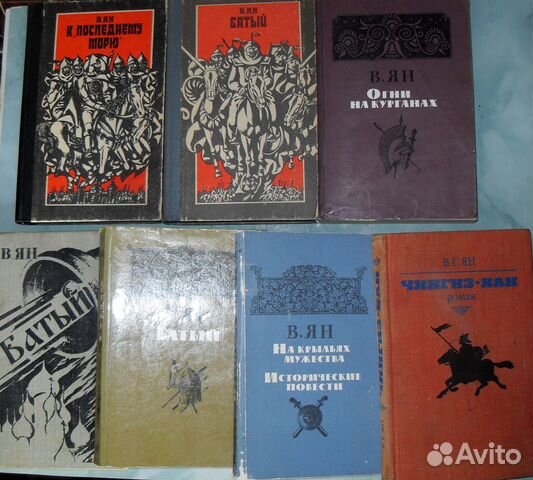 В. ЯН
К ПОСЛЕДНЕМУ
МОРЮ
В. ЯН
БАТЫЙ
В. ЯН
ОГНИ
НА КУРГАНАХ
В. ЯН
БАТЫЙ
ЯН
БАТЫЙ
В. ЯН
НА КРЫЛЬЯХ
МУЖЕСТВА
ИСТОРИЧЕСКИЕ
ПОВЕСТИ
В. Г. ЯН
ЧИНГИЗ-ХАН
роман
Avito